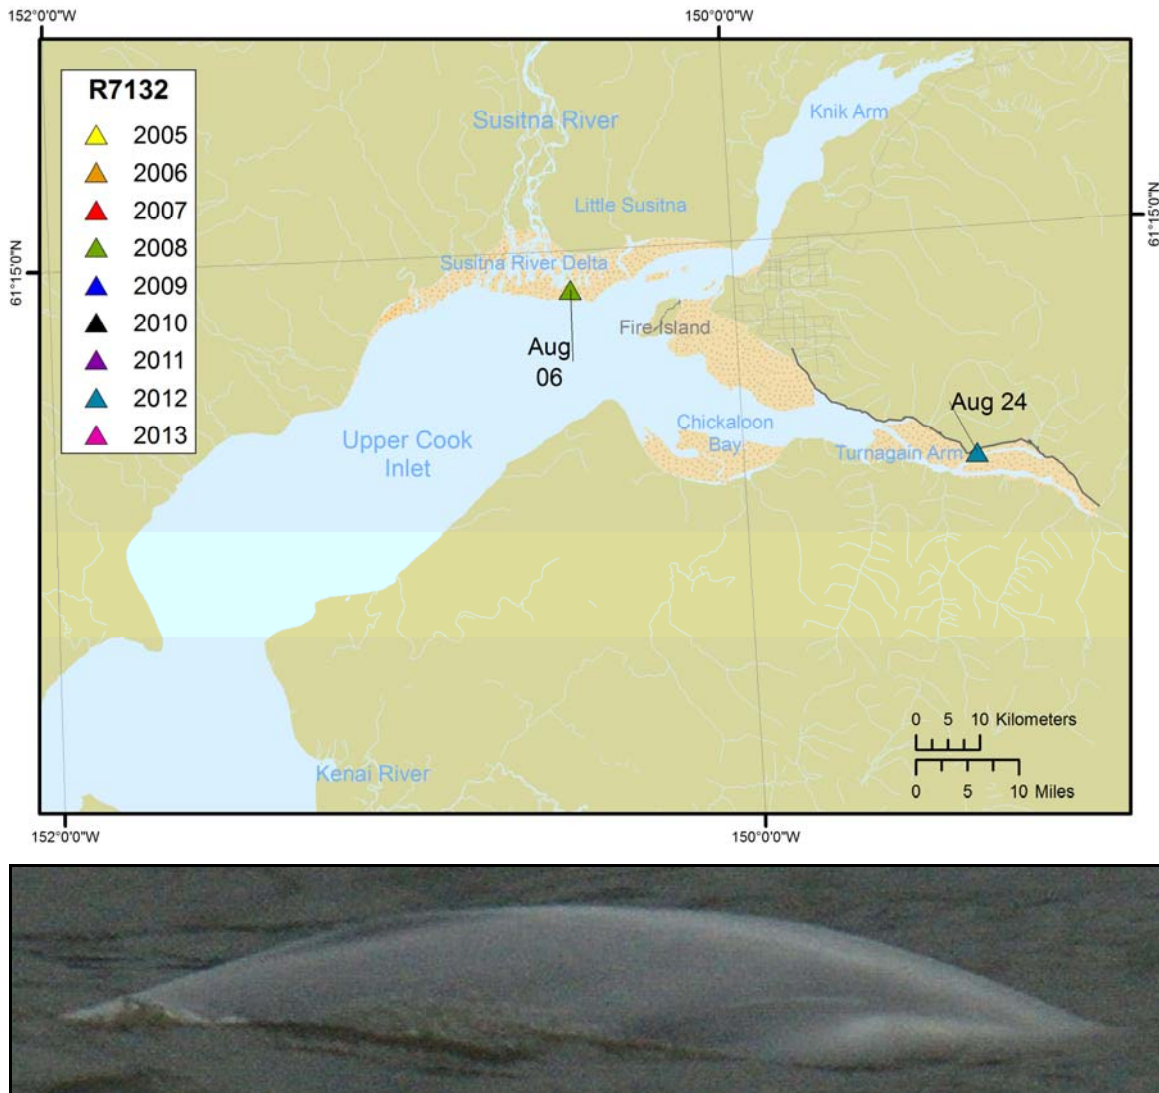 152°0'0"W
150°0'0"W
R7132
2005
2006
2007
2008
2009
2010
2011
2012
2013
Susitna River
Knik Arm
Little Susitna
61°15'0"N
61°15'0"N
Susitna River Delta
Fire Island
Aug
06
Aug 24
Chickaloon
Bay
Upper Cook
Inlet
Turnagain Arm
0 5 10 Kilometers
0 5 10 Miles
Kenai River
152°0'0"W
150°0'0"W